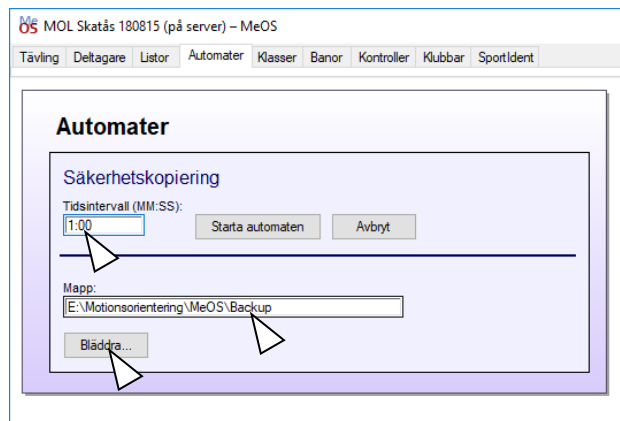 MeOS MOL Skatås 180815 (på server) – MeOS
Tävling Deltagare Listor Automater Klasser Banor Kontroller Klubbar SportIdent
Automater
Säkerhetskopiering
Tidsintervall (MM:SS):
1:00 Starta automaten Avbryt
Mapp:
E:\Motionsorientering\MeOS\Backup
Bläddra...